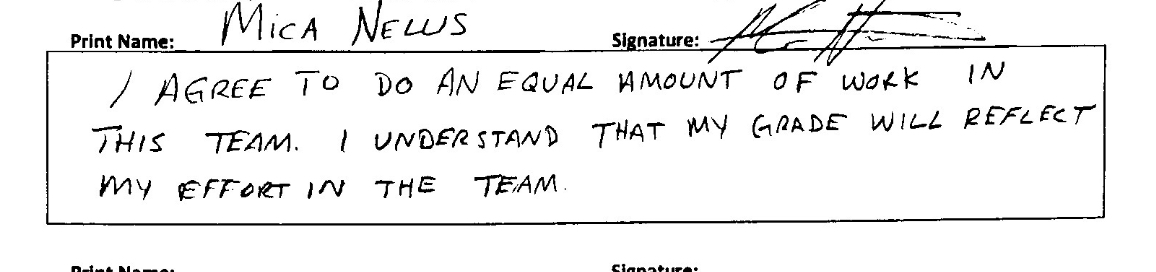 Print Name: MICA NEWS Signature:
I AGREE TO DO AN EQUAL AMOUNT OF WORK IN
THIS TEAM. I UNDERSTAND THAT MY GRADE WILL REFLECT
MY EFFORT IN THE TEAM.
Print Name: Signature: